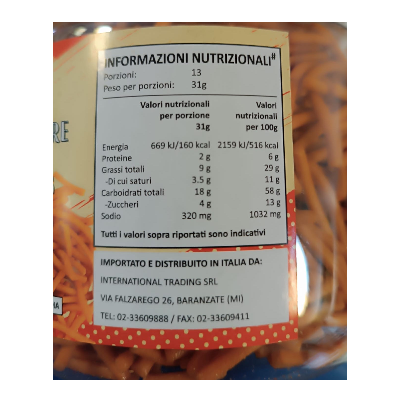 INFORMAZIONI NUTRIZIONALI#
Porzioni: 13
Peso per porzioni: 31g
Valori nutrizionali per porzione 31g
Valori nutrizionali per 100g
Energia 669 kJ/160 kcal 2159 kJ/516 kcal
Proteine 2 g 6 g
Grassi totali 9 g 29 g
-Di cui saturi 3.5 g 11 g
Carboidrati totali 18 g 58 g
-Zuccheri 4 g 13 g
Sodio 320 mg 1032 mg
Tutti i valori sopra riportati sono indicativi
IMPORTATO E DISTRIBUITO IN ITALIA DA:
INTERNATIONAL TRADING SRL
VIA FALZAREGO 26, BARANZATE (MI)
TEL: 02-33609888 / FAX: 02-33609411